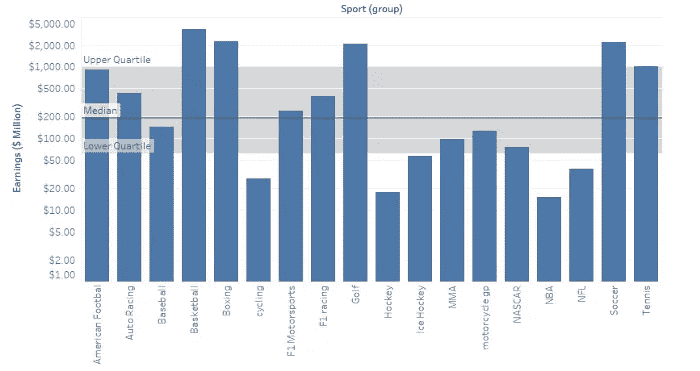 Sport (group)
Earnings ($ Million)
$5,000.00
$2,000.00
$1,000.00
$500.00
$200.00
$100.00
$50.00
$20.00
$10.00
$5.00
$2.00
$1.00
Upper Quartile
Median
Lower Quartile
American Footbal
Auto Racing
Baseball
Basketball
Boxing
cycling
F1 Motorsports
F1 racing
Golf
Hockey
Ice Hockey
MMA
motorcycle gp
NASCAR
NBA
NFL
Soccer
Tennis